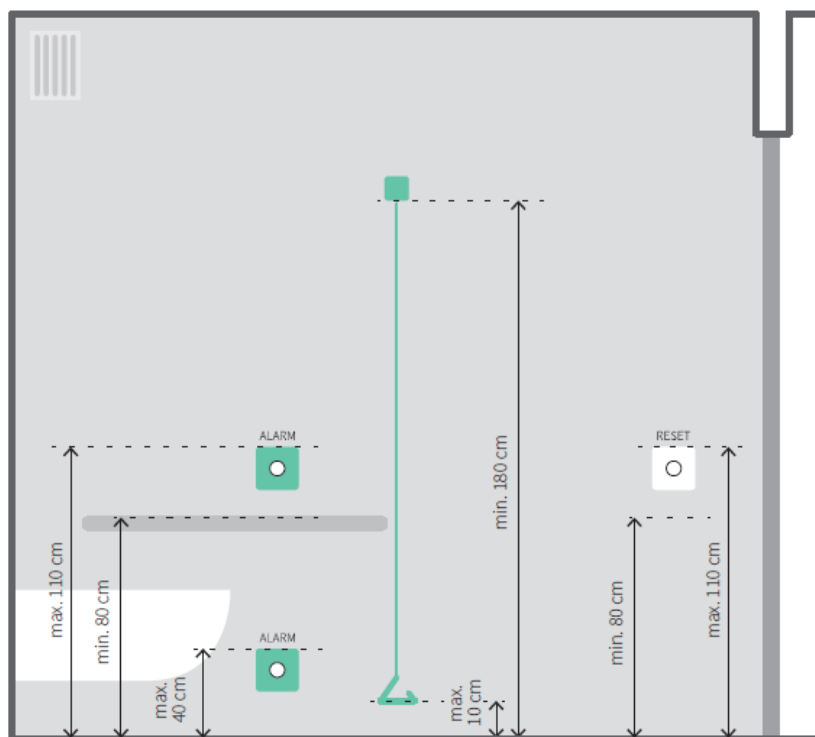 ALARM
RESET
max. 110 cm
min. 80 cm
min. 180 cm
min. 80 cm
max. 110 cm
ALARM
max.
40 cm
max.
10 cm